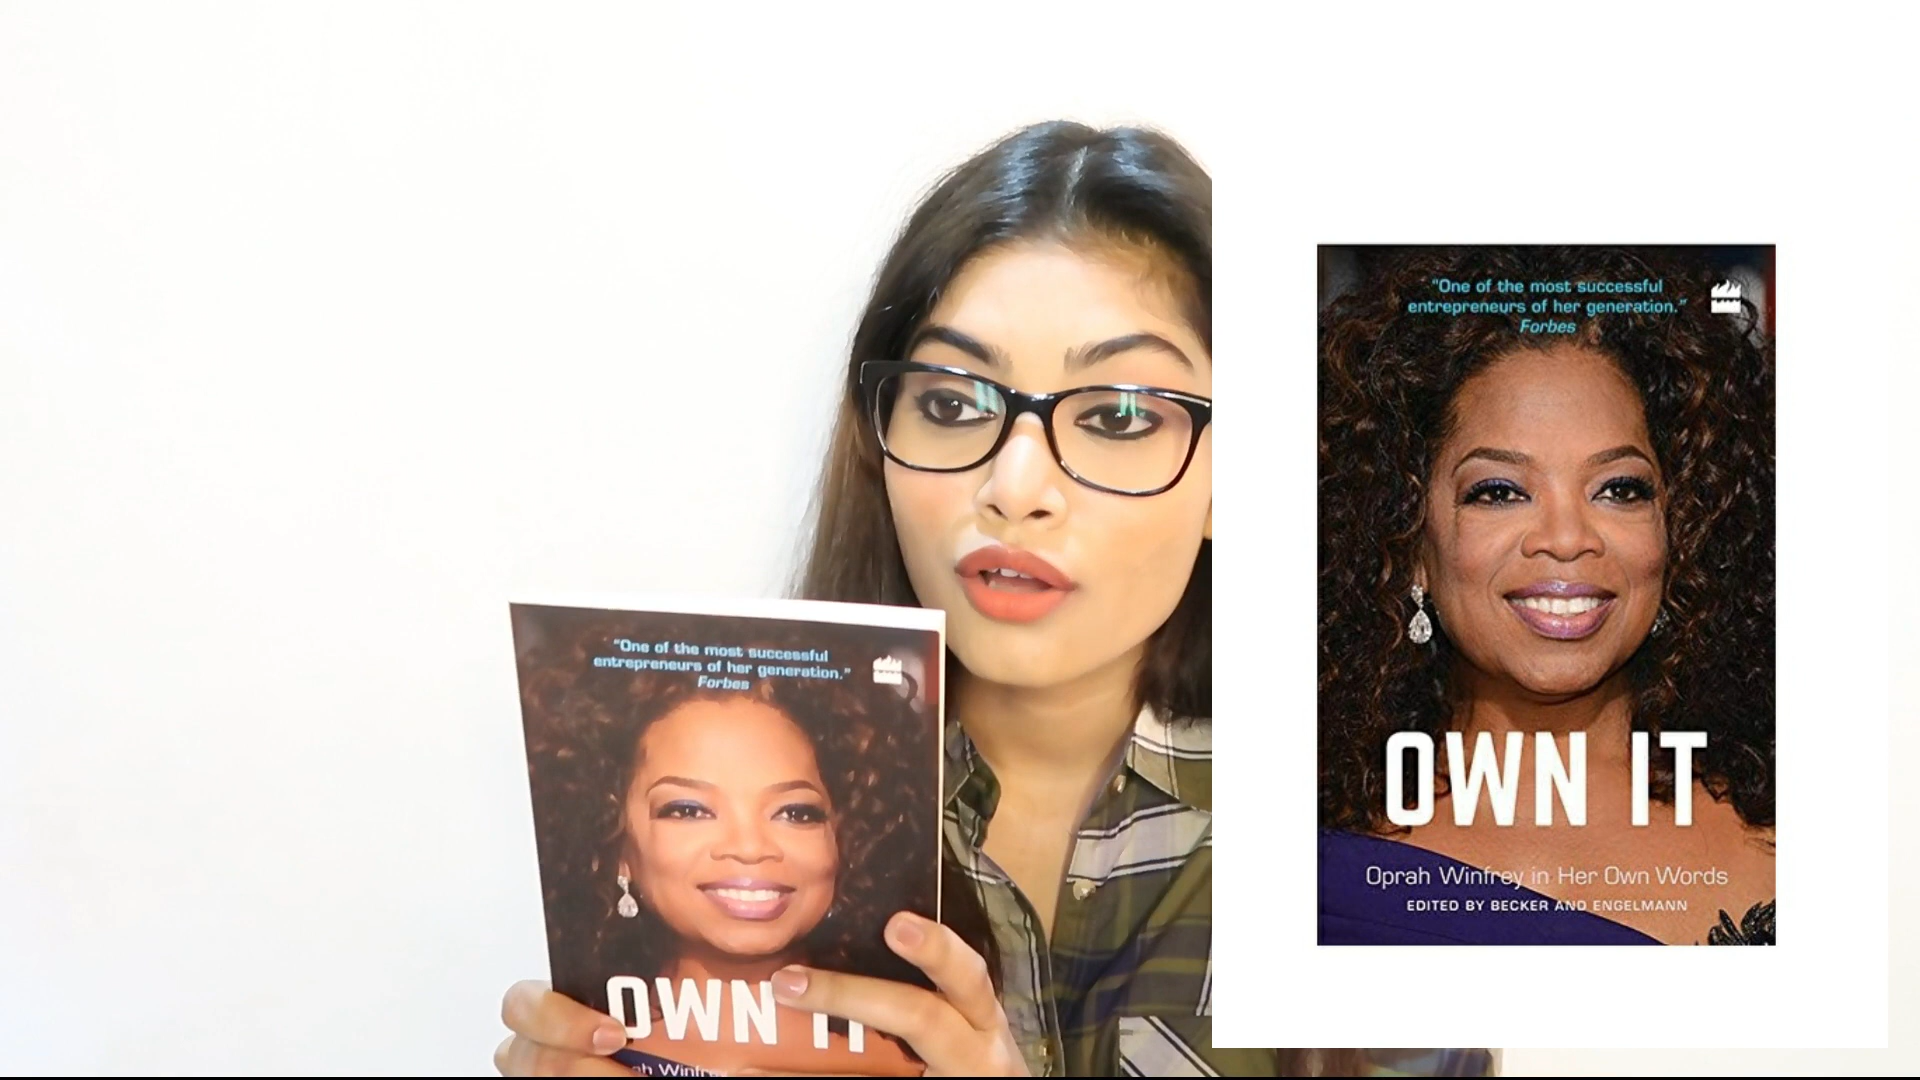 "One of the most successful
entrepreneurs of her generation."
Forbes
OWN IT
"One of the most successful
entrepreneurs of her generation."
Forbes
OWN IT
Oprah Winfrey in Her Own Words
EDITED BY BECKER AND ENGELMANN